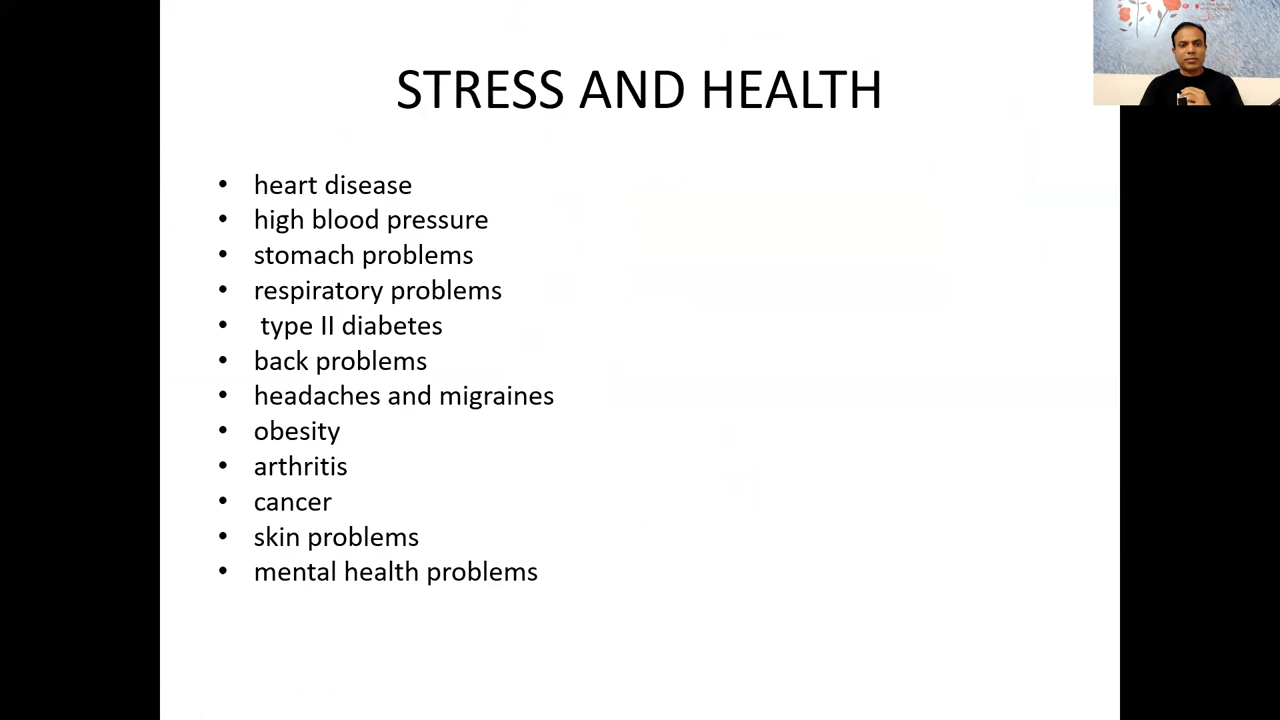 STRESS AND HEALTH
• heart disease
• high blood pressure
• stomach problems
• respiratory problems
• type II diabetes
• back problems
• headaches and migraines
• obesity
• arthritis
• cancer
• skin problems
• mental health problems